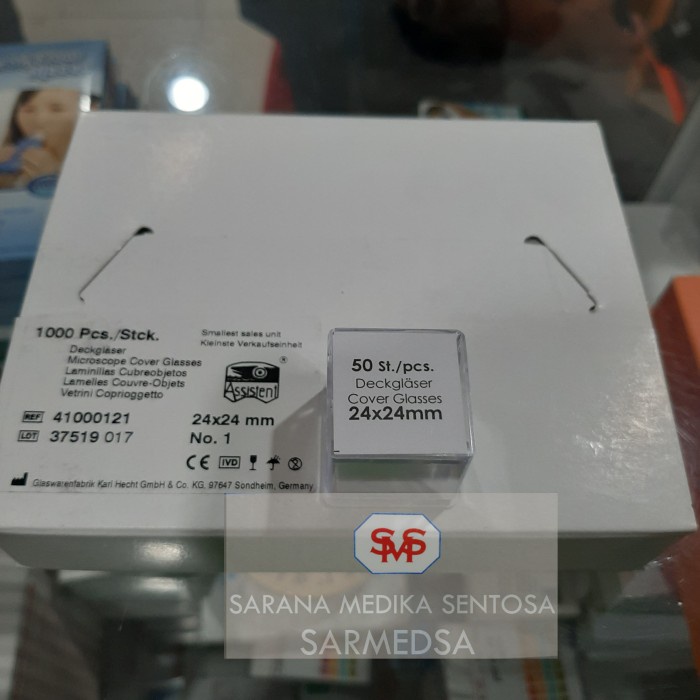 1000 Pcs./Stck.
Smallest sales unit
Kleinste Verkaufseinheit
Deckgläser
Microscope Cover Glasses
Laminillas Cubreobjetos
Lamelles Couvre-Objets
Vetrini Coprioggetto
Assistent ®
REF 41000121
24x24 mm
LOT 37519 017
No. 1
CE IVD
Glaswarenfabrik Karl Hecht GmbH & Co. KG, 97647 Sondheim, Germany
50 St./pcs.
Deckgläser
Cover Glasses
24x24mm
SMS
SARANA MEDIKA SENTOSA
SARMEDSA